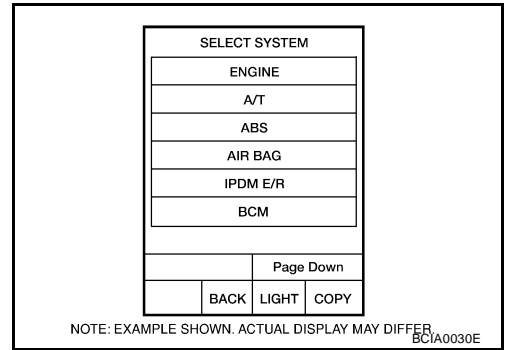 SELECT SYSTEM
ENGINE
A/T
ABS
AIR BAG
IPDM E/R
BCM
Page Down
BACK LIGHT COPY
NOTE: EXAMPLE SHOWN. ACTUAL DISPLAY MAY DIFFER.
BCIA0030E